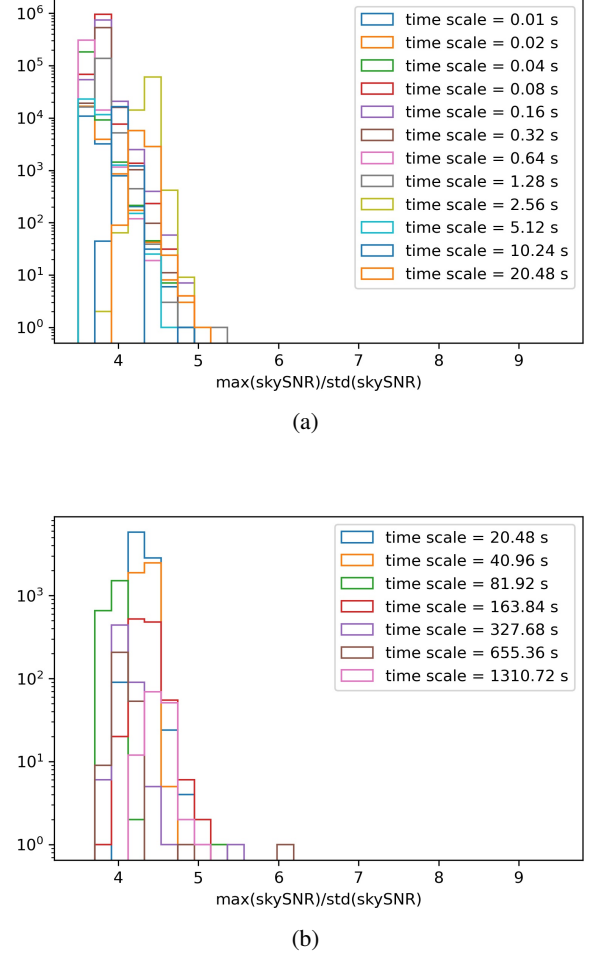 10⁶
10⁵
10⁴
10³
10²
10¹
10⁰
time scale = 0.01 s
time scale = 0.02 s
time scale = 0.04 s
time scale = 0.08 s
time scale = 0.16 s
time scale = 0.32 s
time scale = 0.64 s
time scale = 1.28 s
time scale = 2.56 s
time scale = 5.12 s
time scale = 10.24 s
time scale = 20.48 s
4 5 6 7 8 9
max(skySNR)/std(skySNR)
(a)
10³
10²
10¹
10⁰
time scale = 20.48 s
time scale = 40.96 s
time scale = 81.92 s
time scale = 163.84 s
time scale = 327.68 s
time scale = 655.36 s
time scale = 1310.72 s
4 5 6 7 8 9
max(skySNR)/std(skySNR)
(b)